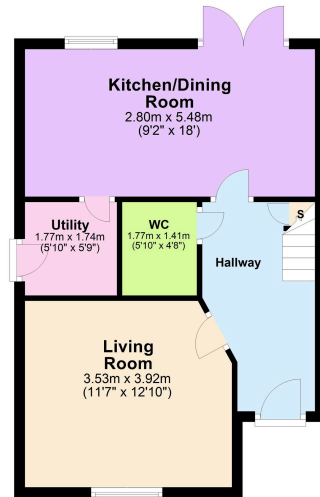 Kitchen/Dining
Room
2.80m x 5.48m
(9'2" x 18')
Utility
1.77m x 1.74m
(5'10" x 5'9")
WC
1.77m x 1.41m
(5'10" x 4'8")
S
Hallway
Living
Room
3.53m x 3.92m
(11'7" x 12'10")